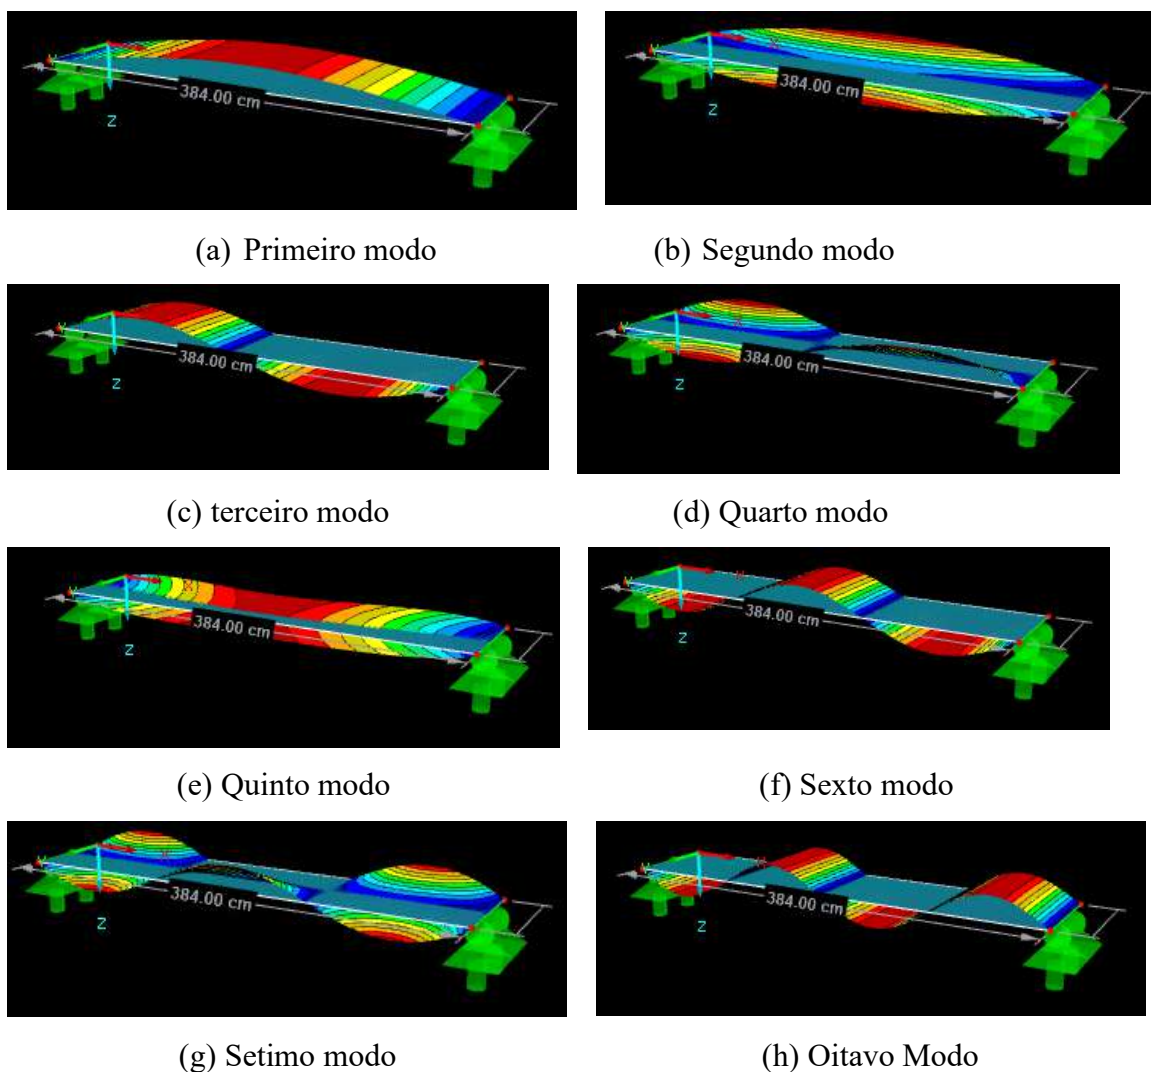 384.00 cm
Z
X
384.00 cm
Z
(a) Primeiro modo
(b) Segundo modo
384.00 cm
Z
384.00 cm
Z
(c) terceiro modo
(d) Quarto modo
X
384.00 cm
Z
384.00 cm
Z
(e) Quinto modo
(f) Sexto modo
384.00 cm
Z
384.00 cm
Z
(g) Setimo modo
(h) Oitavo Modo